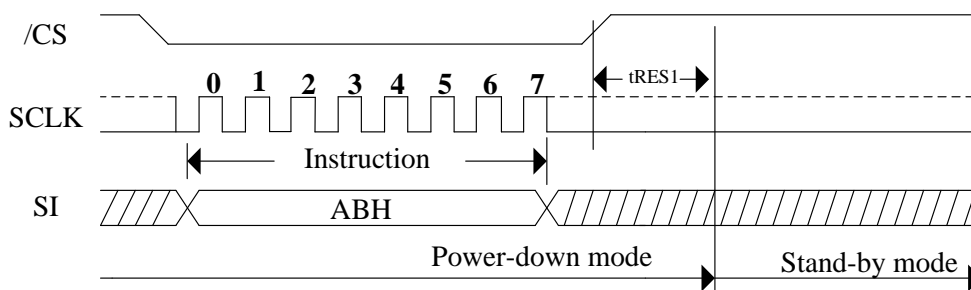 /CS
tRES1
0 1 2 3 4 5 6 7
SCLK
Instruction
SI
ABH
Power-down mode
Stand-by mode